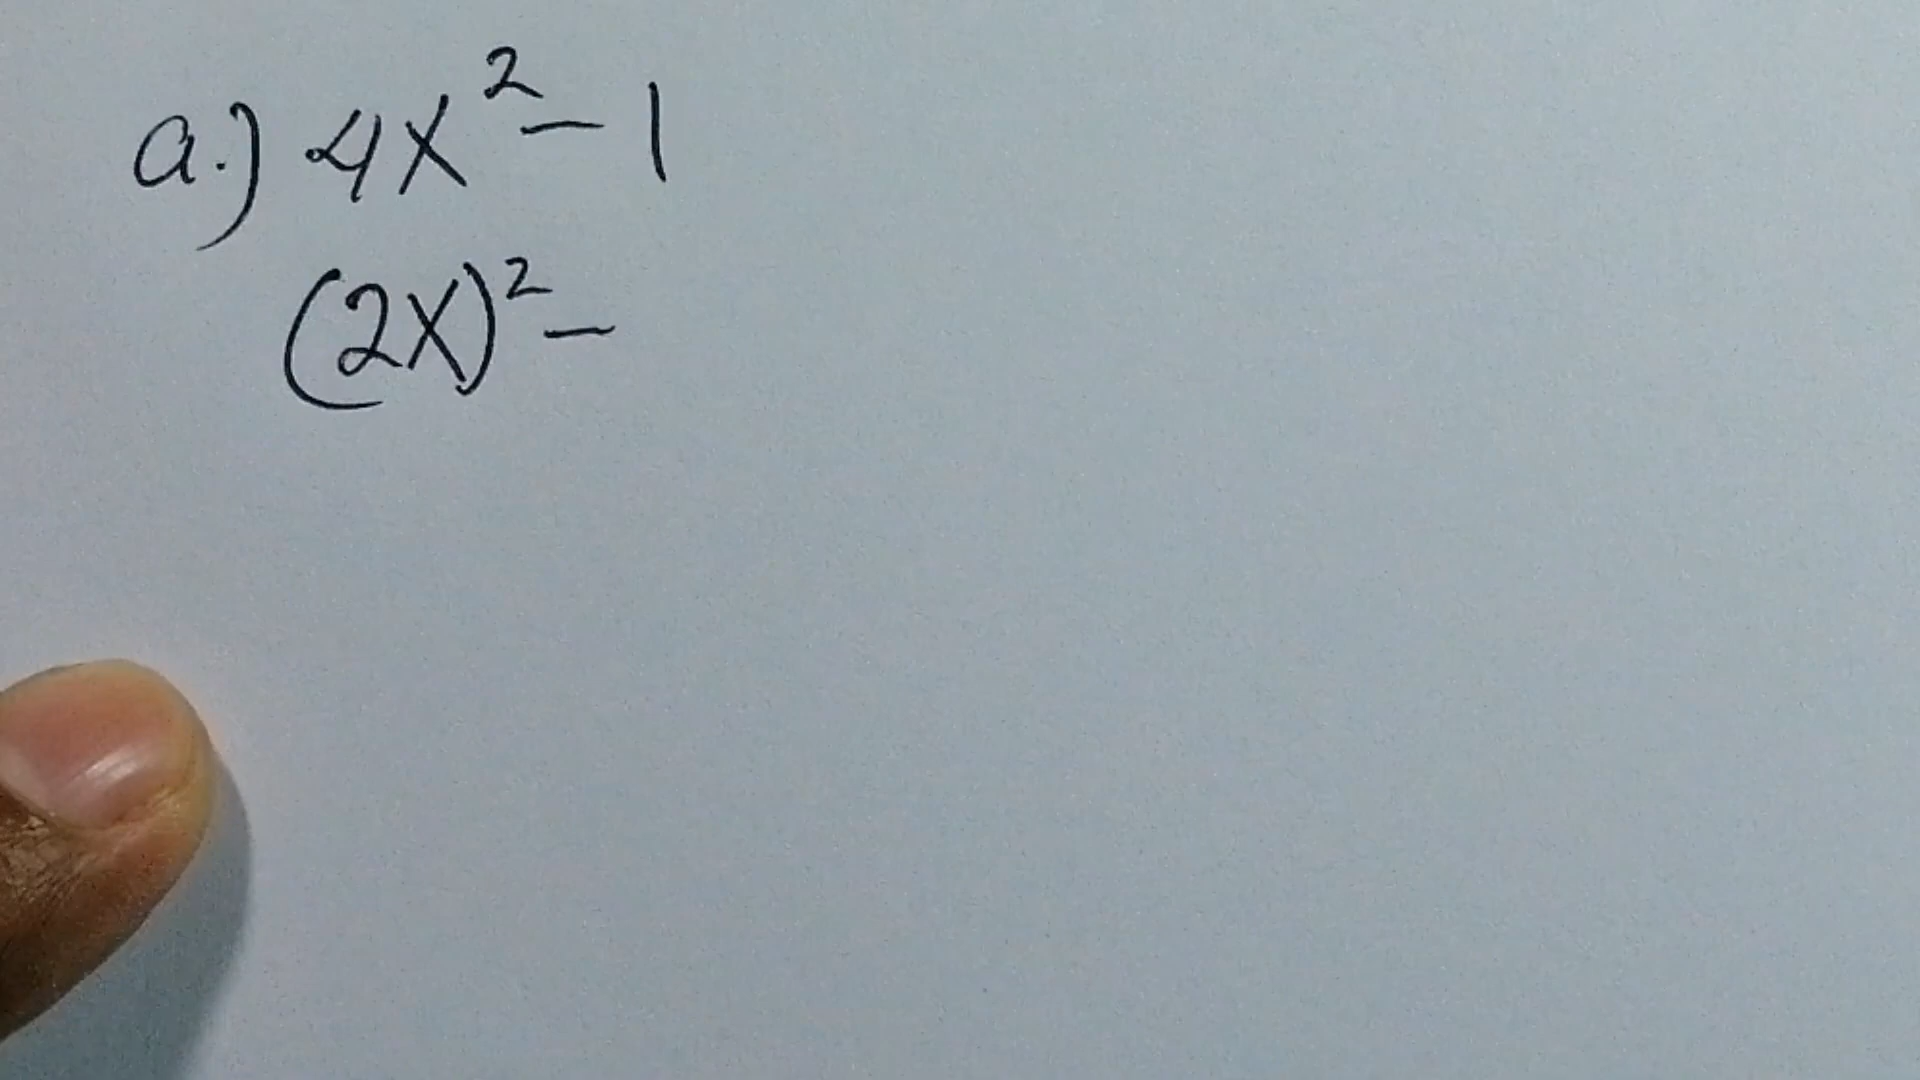 a.) 4x² - 1
(2x)² -